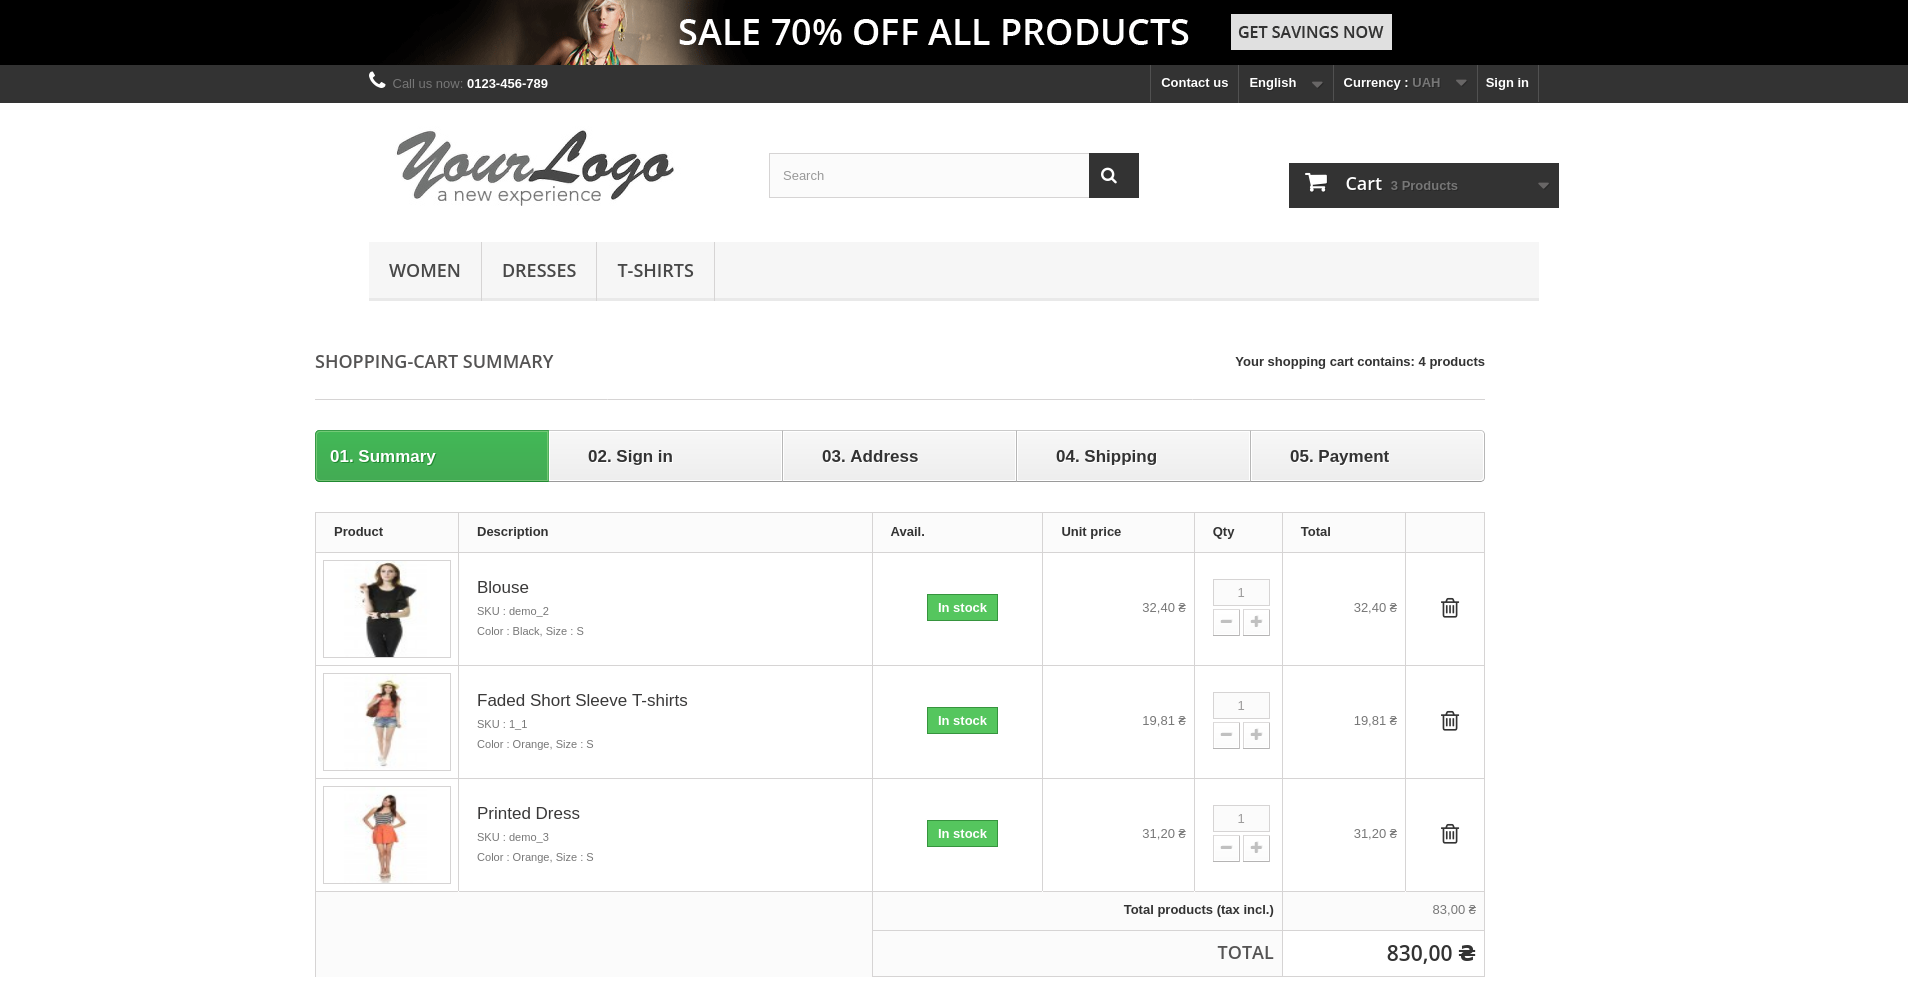 SALE 70% OFF ALL PRODUCTS GET SAVINGS NOW
Call us now: 0123-456-789 Contact us English Currency : UAH Sign in
YourLogo
a new experience
Search
Cart 3 Products
WOMEN DRESSES T-SHIRTS
SHOPPING-CART SUMMARY Your shopping cart contains: 4 products
01. Summary 02. Sign in 03. Address 04. Shipping 05. Payment
Product Description Avail. Unit price Qty Total
Blouse
SKU : demo_2
Color : Black, Size : S
In stock 32,40 ₴ 1 32,40 ₴
Faded Short Sleeve T-shirts
SKU : 1_1
Color : Orange, Size : S
In stock 19,81 ₴ 1 19,81 ₴
Printed Dress
SKU : demo_3
Color : Orange, Size : S
In stock 31,20 ₴ 1 31,20 ₴
Total products (tax incl.) 83,00 ₴
TOTAL 830,00 ₴